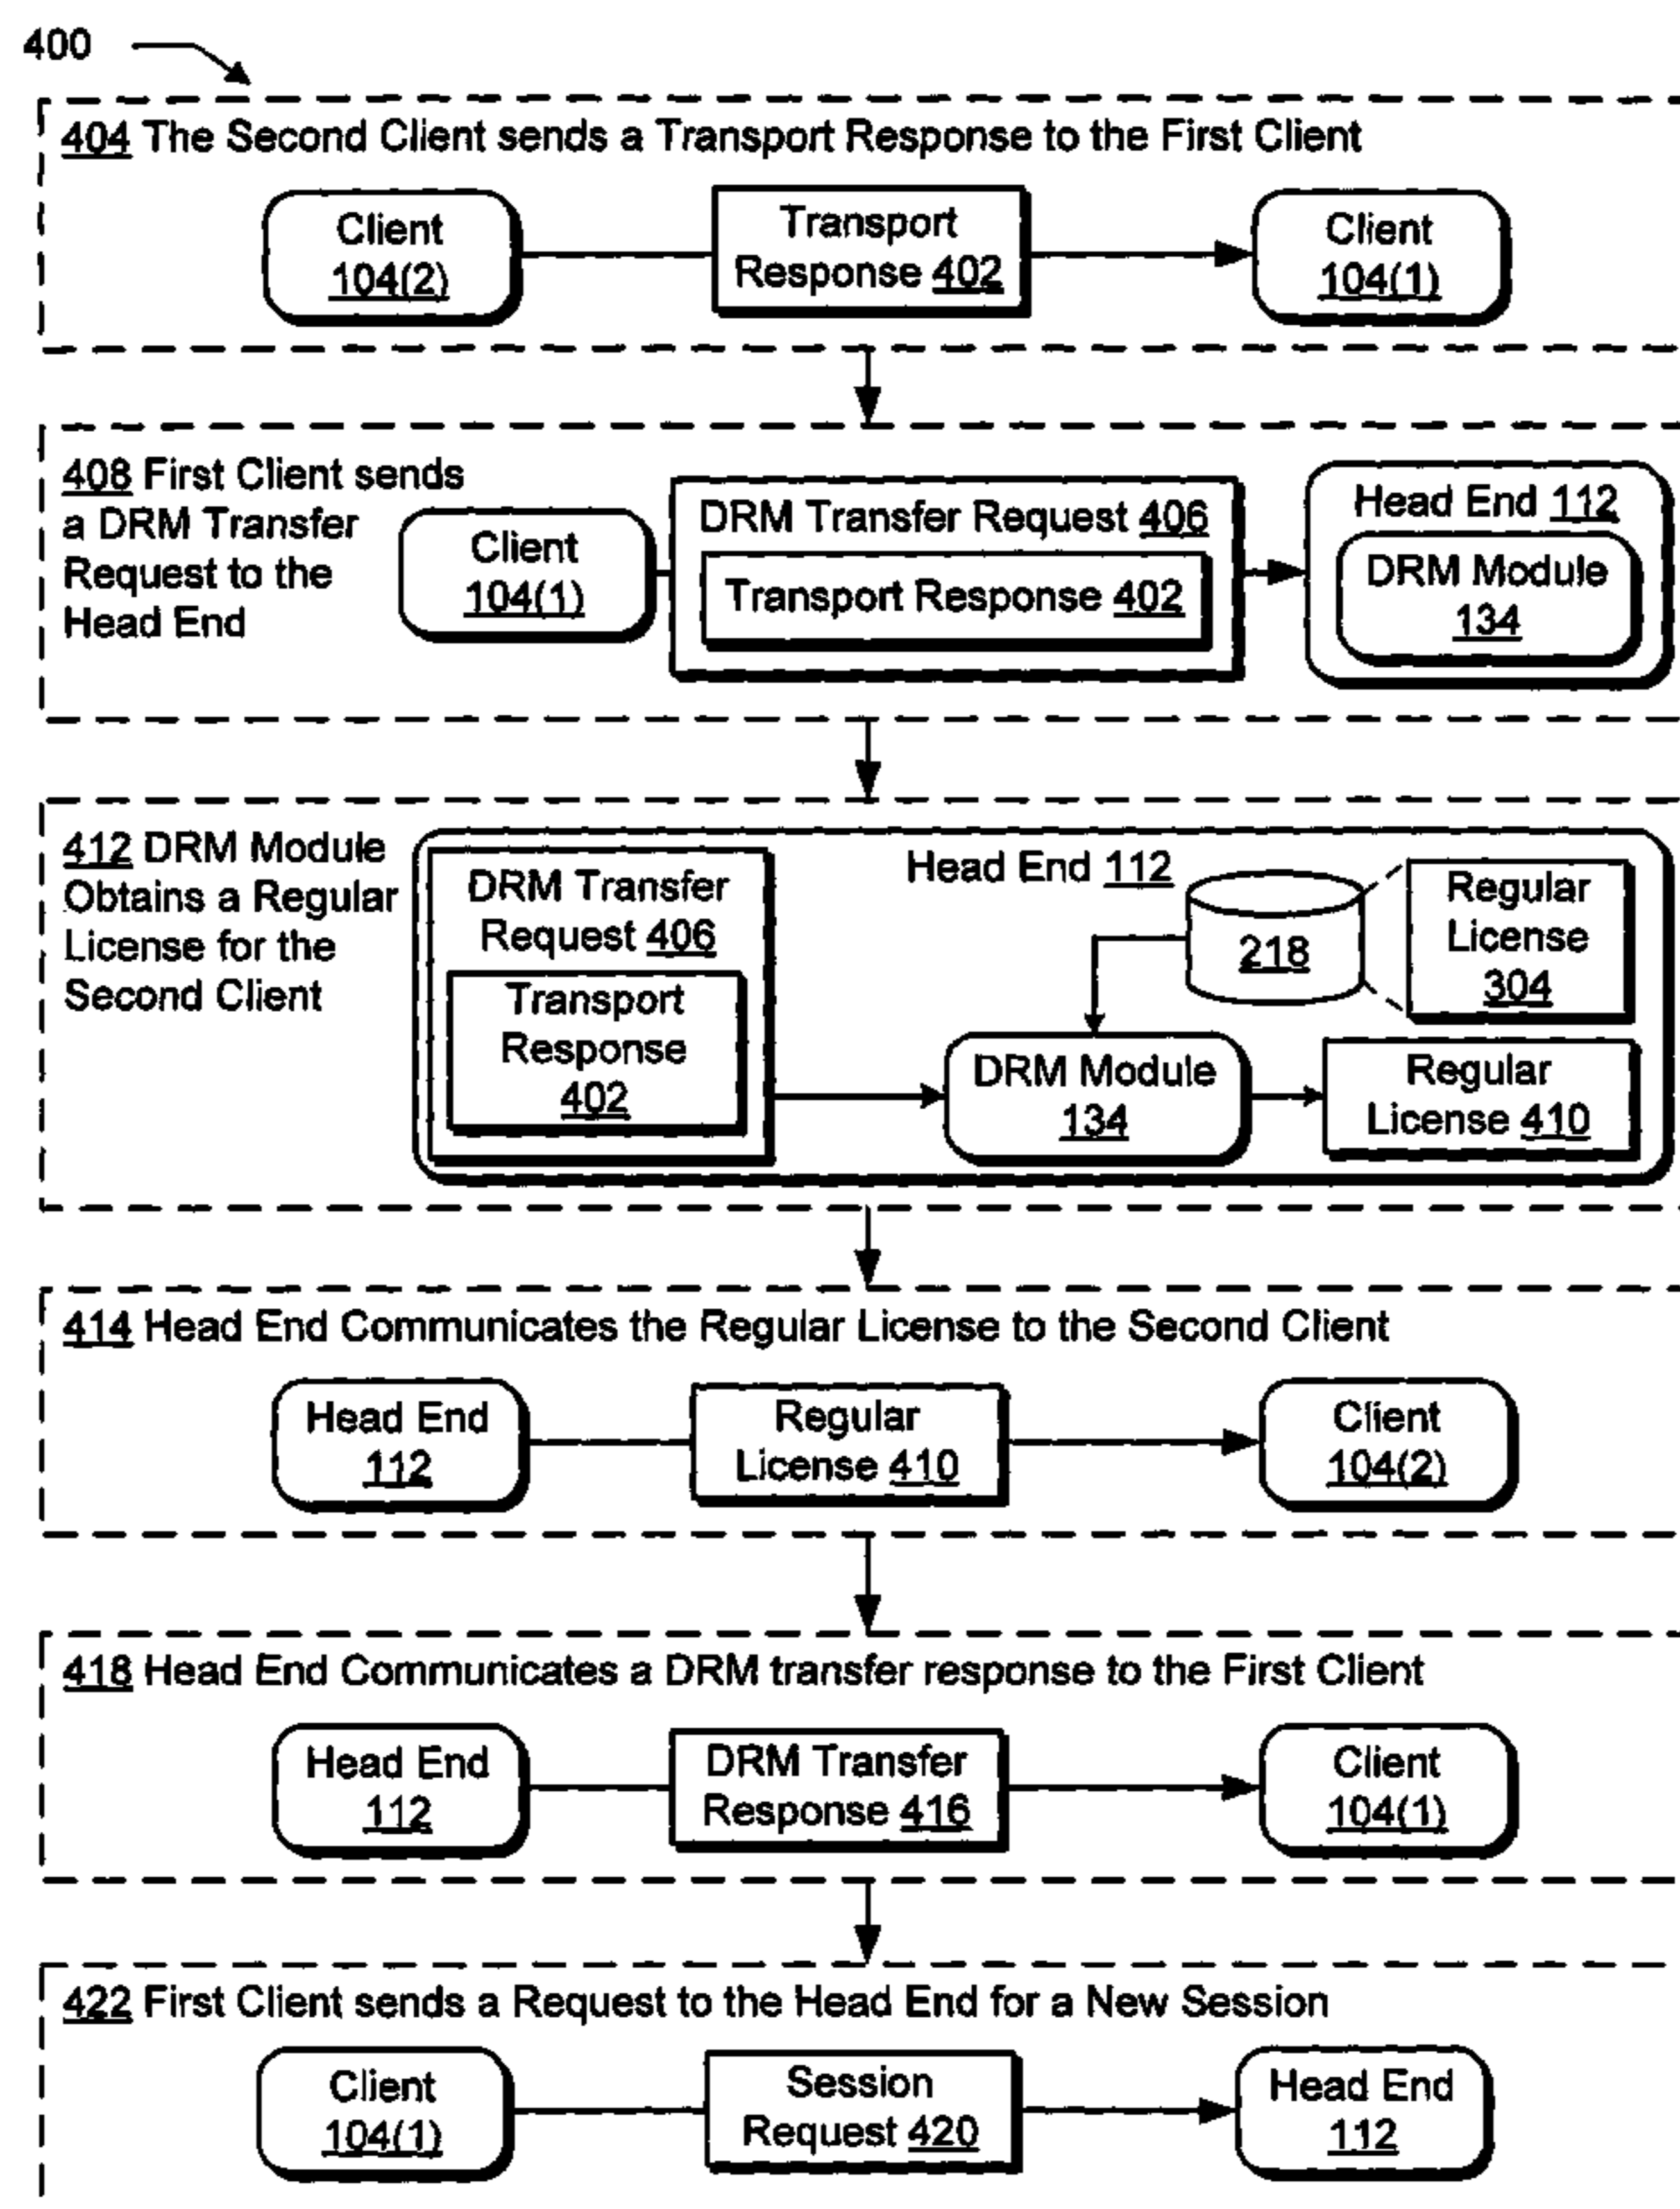 400
404 The Second Client sends a Transport Response to the First Client
Client
104(2)
Transport
Response 402
Client
104(1)
408 First Client sends
a DRM Transfer
Request to the
Head End
Client
104(1)
DRM Transfer Request 406
Transport Response 402
Head End 112
DRM Module
134
412 DRM Module
Obtains a Regular
License for the
Second Client
DRM Transfer
Request 406
Transport
Response
402
Head End 112
218
Regular
License
304
DRM Module
134
Regular
License 410
414 Head End Communicates the Regular License to the Second Client
Head End
112
Regular
License 410
Client
104(2)
418 Head End Communicates a DRM transfer response to the First Client
Head End
112
DRM Transfer
Response 416
Client
104(1)
422 First Client sends a Request to the Head End for a New Session
Client
104(1)
Session
Request 420
Head End
112